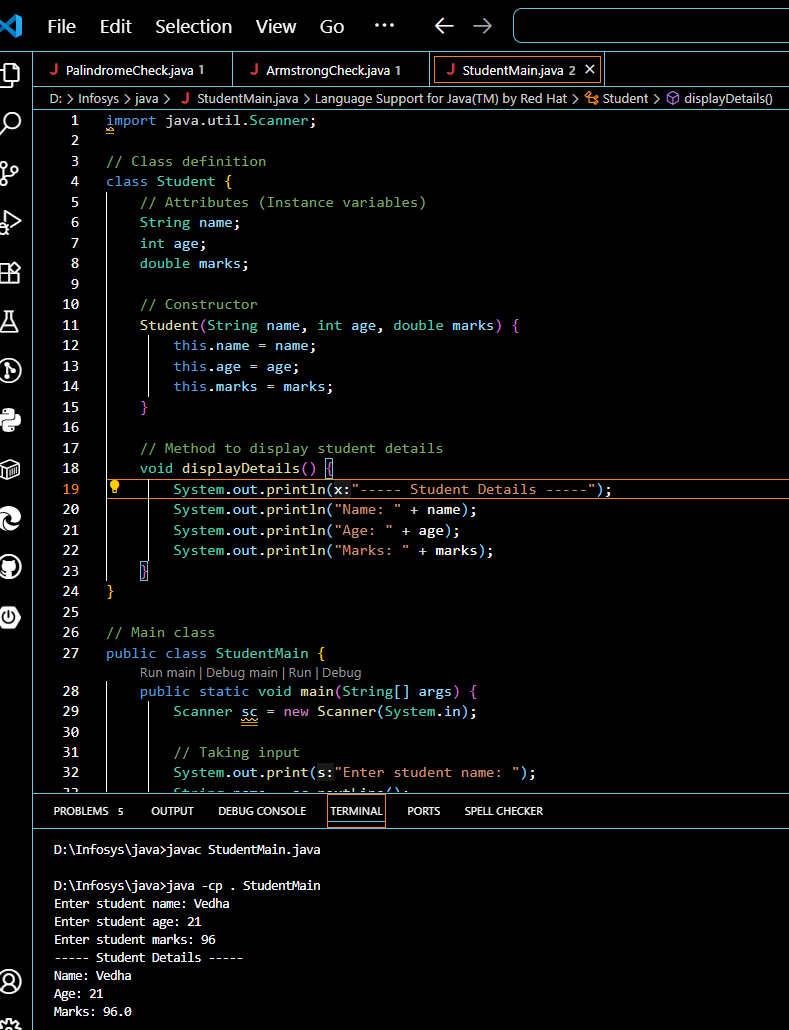 File Edit Selection View Go ···
J PalindromeCheck.java 1 J ArmstrongCheck.java 1 J StudentMain.java 2 ×
D: > Infosys > java > J StudentMain.java > Language Support for Java(TM) by Red Hat > Student > displayDetails()
1 import java.util.Scanner;
2
3 // Class definition
4 class Student {
5 // Attributes (Instance variables)
6 String name;
7 int age;
8 double marks;
9
10 // Constructor
11 Student(String name, int age, double marks) {
12 this.name = name;
13 this.age = age;
14 this.marks = marks;
15 }
16
17 // Method to display student details
18 void displayDetails() {
19 System.out.println(x:"----- Student Details -----");
20 System.out.println("Name: " + name);
21 System.out.println("Age: " + age);
22 System.out.println("Marks: " + marks);
23 }
24 }
25
26 // Main class
27 public class StudentMain {
Run main | Debug main | Run | Debug
28 public static void main(String[] args) {
29 Scanner sc = new Scanner(System.in);
30
31 // Taking input
32 System.out.print(s:"Enter student name: ");
PROBLEMS 5 OUTPUT DEBUG CONSOLE TERMINAL PORTS SPELL CHECKER
D:\Infosys\java>javac StudentMain.java
D:\Infosys\java>java -cp . StudentMain
Enter student name: Vedha
Enter student age: 21
Enter student marks: 96
----- Student Details -----
Name: Vedha
Age: 21
Marks: 96.0